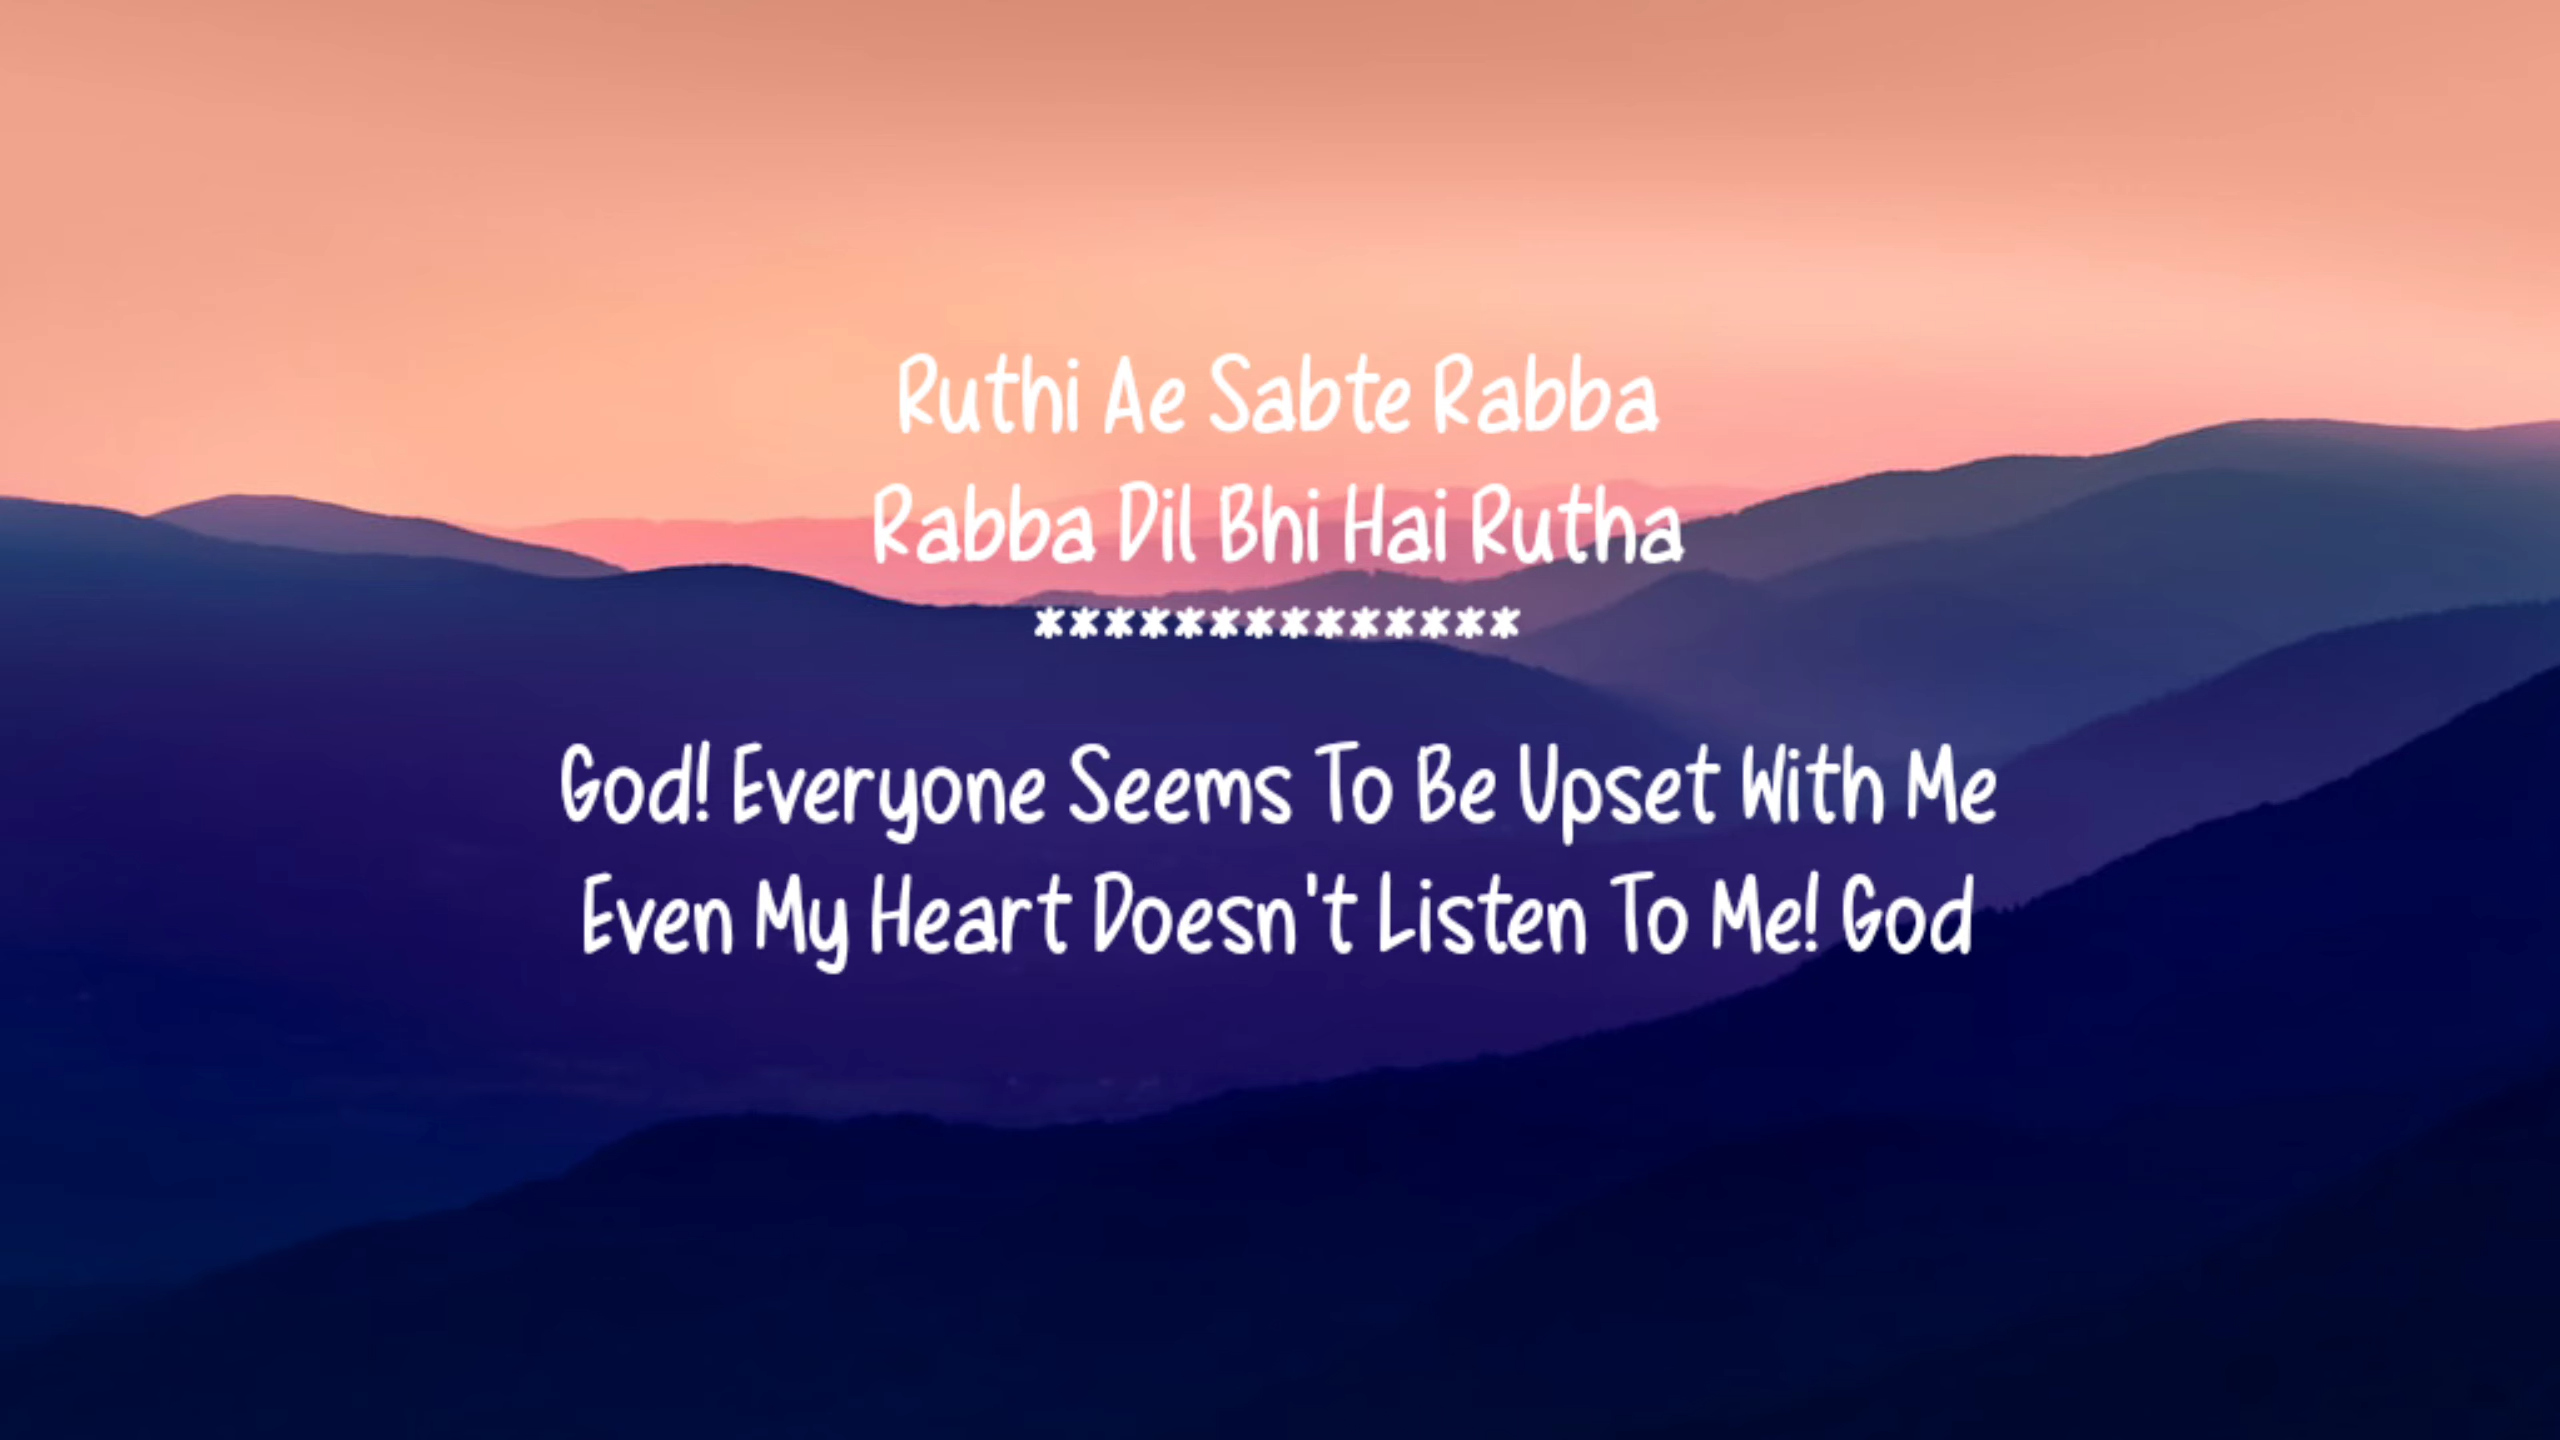 Ruthi Ae Sabte Rabba
Rabba Dil Bhi Hai Rutha
**************
God! Everyone Seems To Be Upset With Me
Even My Heart Doesn't Listen To Me! God